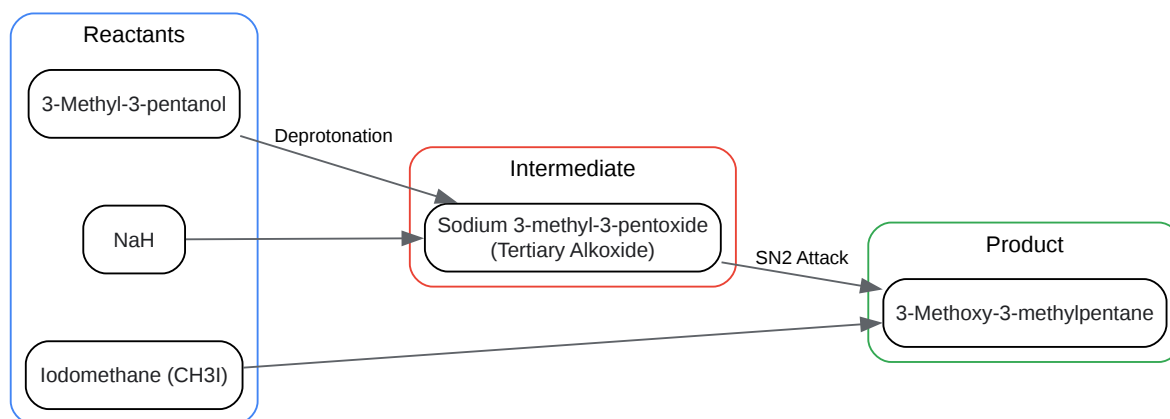 Reactants
3-Methyl-3-pentanol
Deprotonation
NaH
Iodomethane (CH3I)
Intermediate
Sodium 3-methyl-3-pentoxide
(Tertiary Alkoxide)
SN2 Attack
Product
3-Methoxy-3-methylpentane